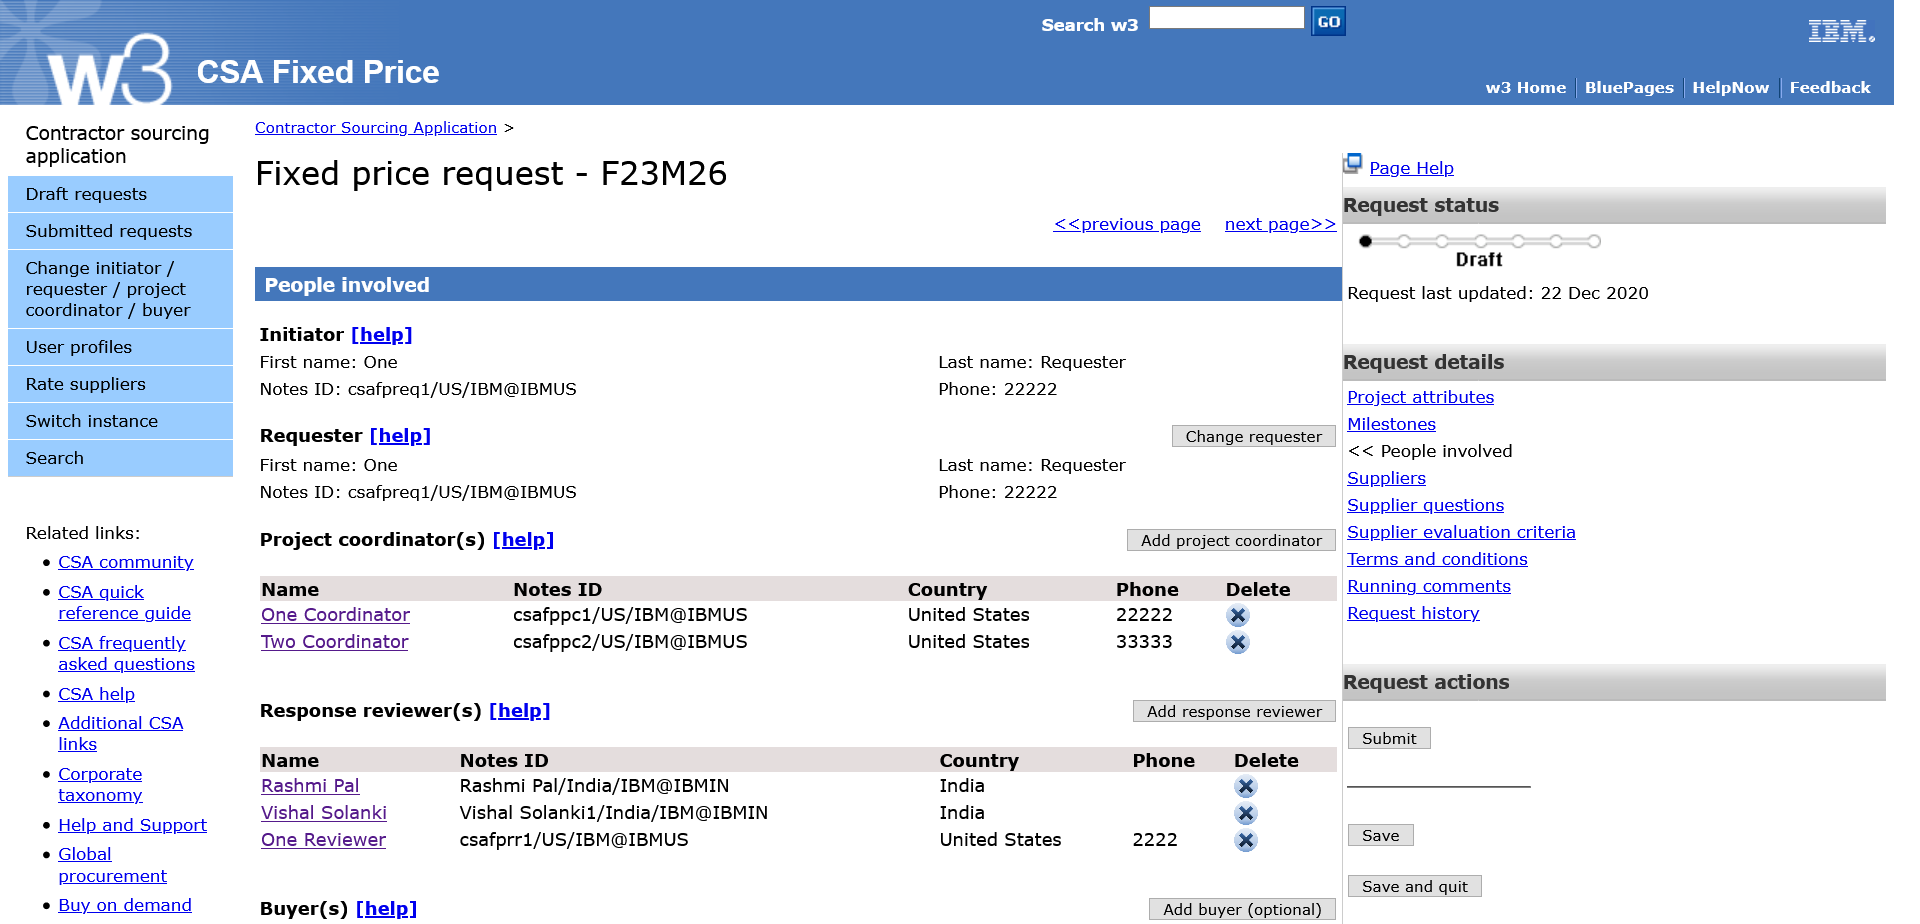 Search w3
GO
IBM.
w3
CSA Fixed Price
w3 Home
BluePages
HelpNow
Feedback
Contractor sourcing
application
Draft requests
Submitted requests
Change initiator /
requester / project
coordinator / buyer
User profiles
Rate suppliers
Switch instance
Search
Related links:
CSA community
CSA quick
reference guide
CSA frequently
asked questions
CSA help
Additional CSA
links
Corporate
taxonomy
Help and Support
Global
procurement
Buy on demand
Contractor Sourcing Application >
Fixed price request - F23M26
<<previous page next page>>
People involved
Initiator [help]
First name: One Last name: Requester
Notes ID: csafpreq1/US/IBM@IBMUS Phone: 22222
Requester [help] Change requester
First name: One Last name: Requester
Notes ID: csafpreq1/US/IBM@IBMUS Phone: 22222
Project coordinator(s) [help] Add project coordinator
Name Notes ID Country Phone Delete
One Coordinator csafppc1/US/IBM@IBMUS United States 22222
Two Coordinator csafppc2/US/IBM@IBMUS United States 33333
Response reviewer(s) [help] Add response reviewer
Name Notes ID Country Phone Delete
Rashmi Pal Rashmi Pal/India/IBM@IBMIN India
Vishal Solanki Vishal Solanki1/India/IBM@IBMIN India
One Reviewer csafprr1/US/IBM@IBMUS United States 2222
Buyer(s) [help] Add buyer (optional)
Page Help
Request status
Draft
Request last updated: 22 Dec 2020
Request details
Project attributes
Milestones
<< People involved
Suppliers
Supplier questions
Supplier evaluation criteria
Terms and conditions
Running comments
Request history
Request actions
Submit
Save
Save and quit